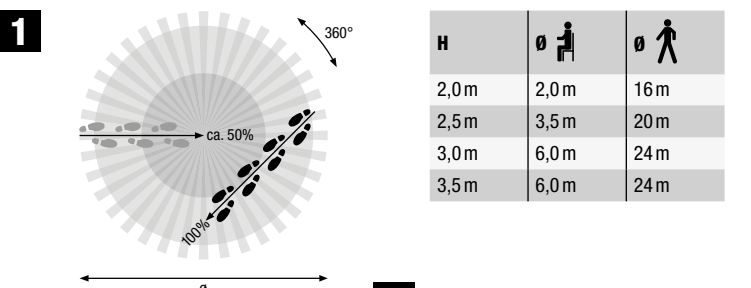 1
360°
ca. 50%
100%
ø
H ø ø
2,0 m 2,0 m 16 m
2,5 m 3,5 m 20 m
3,0 m 6,0 m 24 m
3,5 m 6,0 m 24 m